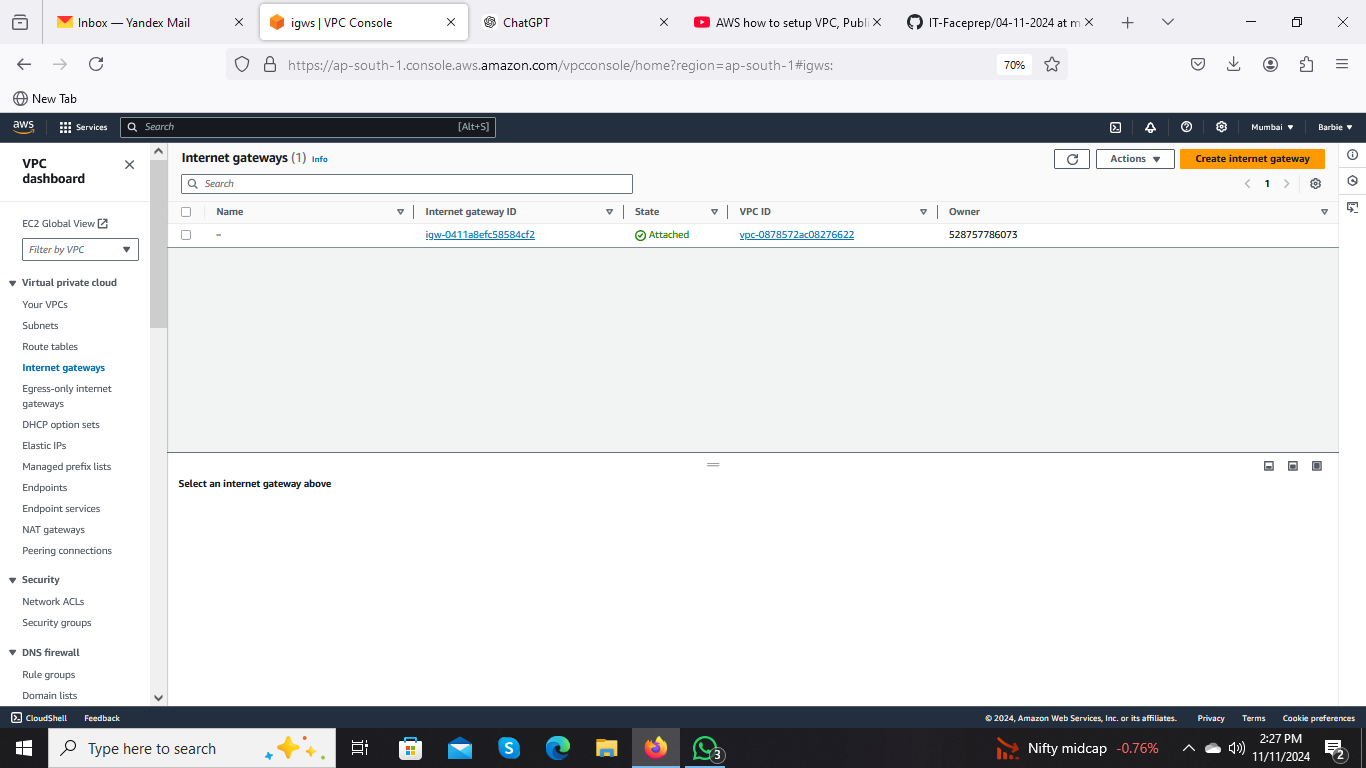 Inbox — Yandex Mail
igws | VPC Console
ChatGPT
AWS how to setup VPC, Publi
IT-Faceprep/04-11-2024 at m
https://ap-south-1.console.aws.amazon.com/vpcconsole/home?region=ap-south-1#igws:
70%
New Tab
aws
Services
Search
[Alt+S]
Mumbai
Barbie
VPC
dashboard
EC2 Global View
Filter by VPC
Virtual private cloud
Your VPCs
Subnets
Route tables
Internet gateways
Egress-only internet
gateways
DHCP option sets
Elastic IPs
Managed prefix lists
Endpoints
Endpoint services
NAT gateways
Peering connections
Security
Network ACLs
Security groups
DNS firewall
Rule groups
Domain lists
Internet gateways (1) Info
Actions
Create internet gateway
Search
1
Name Internet gateway ID State VPC ID Owner
– igw-0411a8efc58584cf2 Attached vpc-0878572ac08276622 528757786073
Select an internet gateway above
CloudShell Feedback
© 2024, Amazon Web Services, Inc. or its affiliates. Privacy Terms Cookie preferences
Type here to search
3
Nifty midcap -0.76%
2:27 PM
11/11/2024
2